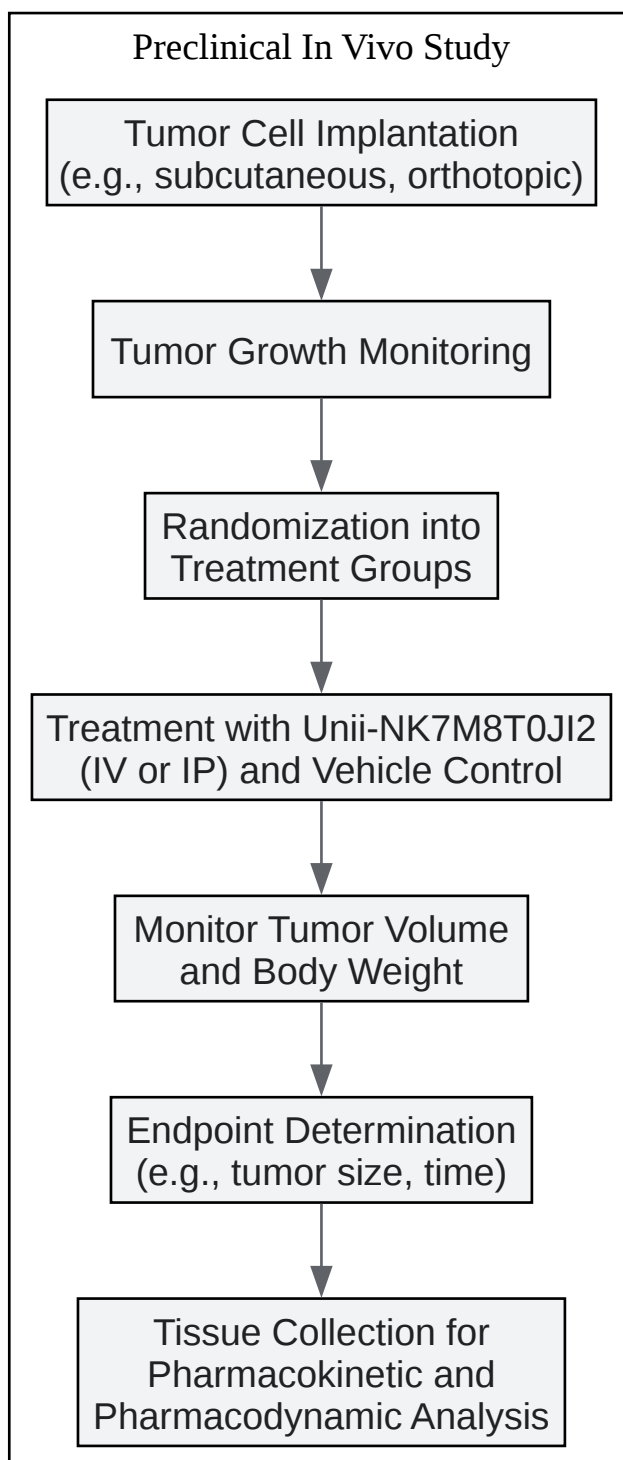 Preclinical In Vivo Study
Tumor Cell Implantation
(e.g., subcutaneous, orthotopic)
Tumor Growth Monitoring
Randomization into
Treatment Groups
Treatment with Unii-NK7M8T0JI2
(IV or IP) and Vehicle Control
Monitor Tumor Volume
and Body Weight
Endpoint Determination
(e.g., tumor size, time)
Tissue Collection for
Pharmacokinetic and
Pharmacodynamic Analysis